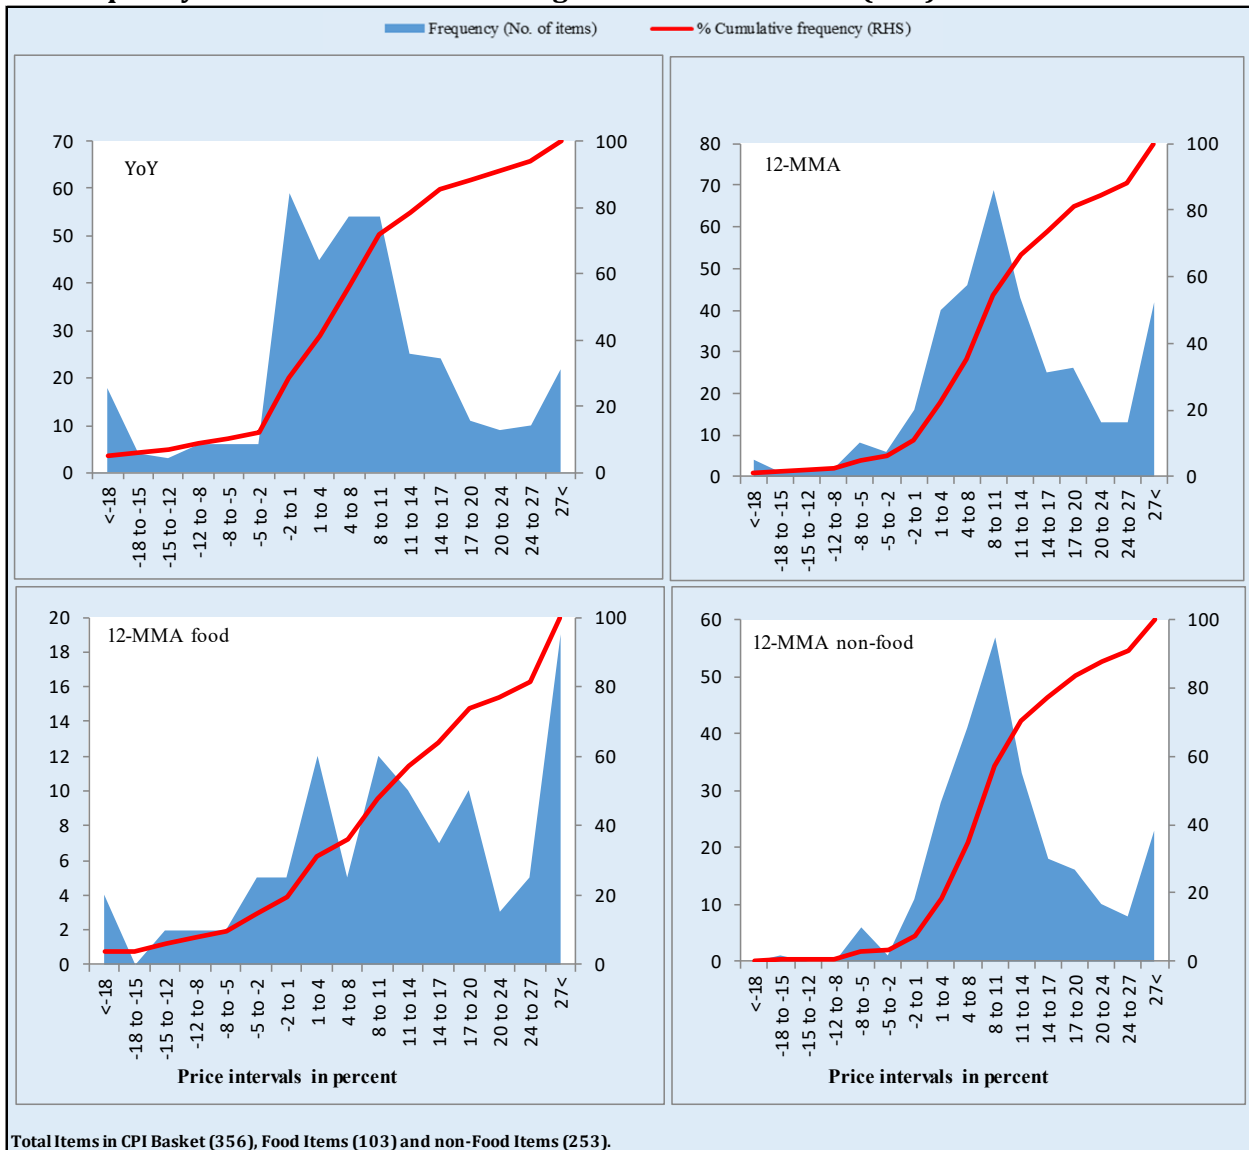 Frequency (No. of items) % Cumulative frequency (RHS)
YoY
70
60
50
40
30
20
10
0
100
80
60
40
20
0
<-18
-18 to -15
-15 to -12
-12 to -8
-8 to -5
-5 to -2
-2 to 1
1 to 4
4 to 8
8 to 11
11 to 14
14 to 17
17 to 20
20 to 24
24 to 27
27<
12-MMA
80
70
60
50
40
30
20
10
0
100
80
60
40
20
0
<-18
-18 to -15
-15 to -12
-12 to -8
-8 to -5
-5 to -2
-2 to 1
1 to 4
4 to 8
8 to 11
11 to 14
14 to 17
17 to 20
20 to 24
24 to 27
27<
12-MMA food
20
18
16
14
12
10
8
6
4
2
0
100
80
60
40
20
0
<-18
-18 to -15
-15 to -12
-12 to -8
-8 to -5
-5 to -2
-2 to 1
1 to 4
4 to 8
8 to 11
11 to 14
14 to 17
17 to 20
20 to 24
24 to 27
27<
Price intervals in percent
12-MMA non-food
60
50
40
30
20
10
0
100
80
60
40
20
0
<-18
-18 to -15
-15 to -12
-12 to -8
-8 to -5
-5 to -2
-2 to 1
1 to 4
4 to 8
8 to 11
11 to 14
14 to 17
17 to 20
20 to 24
24 to 27
27<
Price intervals in percent
Total Items in CPI Basket (356), Food Items (103) and non-Food Items (253).